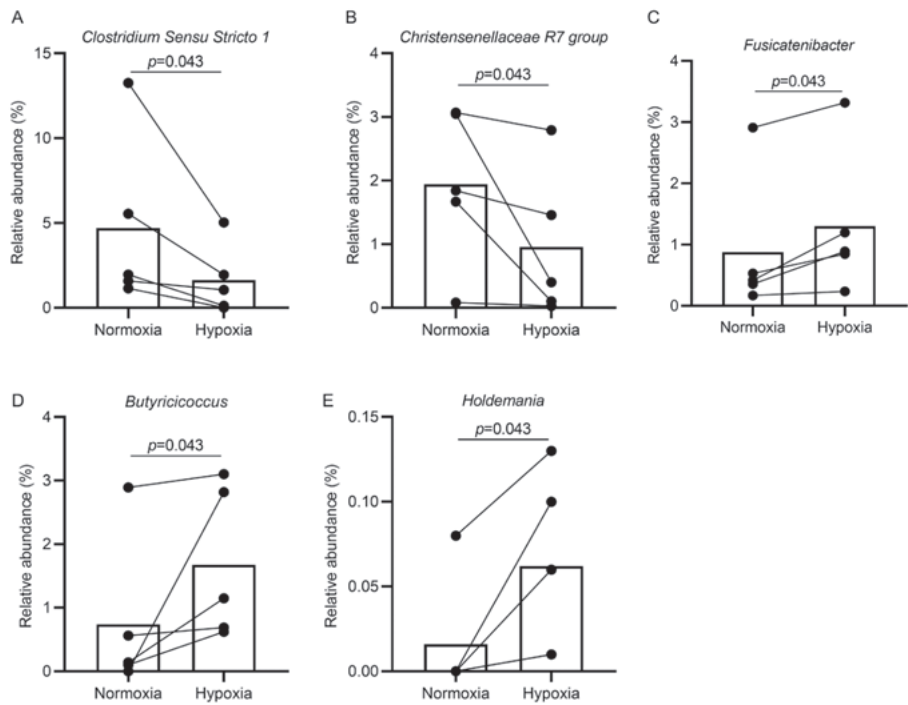 A
Clostridium Sensu Stricto 1
p=0.043
Relative abundance (%)
15
10
5
0
Normoxia
Hypoxia
B
Christensenellaceae R7 group
p=0.043
Relative abundance (%)
4
3
2
1
0
Normoxia
Hypoxia
C
Fusicatenibacter
p=0.043
Relative abundance (%)
4
3
2
1
0
Normoxia
Hypoxia
D
Butyricicoccus
p=0.043
Relative abundance (%)
4
3
2
1
0
Normoxia
Hypoxia
E
Holdemania
p=0.043
Relative abundance (%)
0.15
0.10
0.05
0.00
Normoxia
Hypoxia